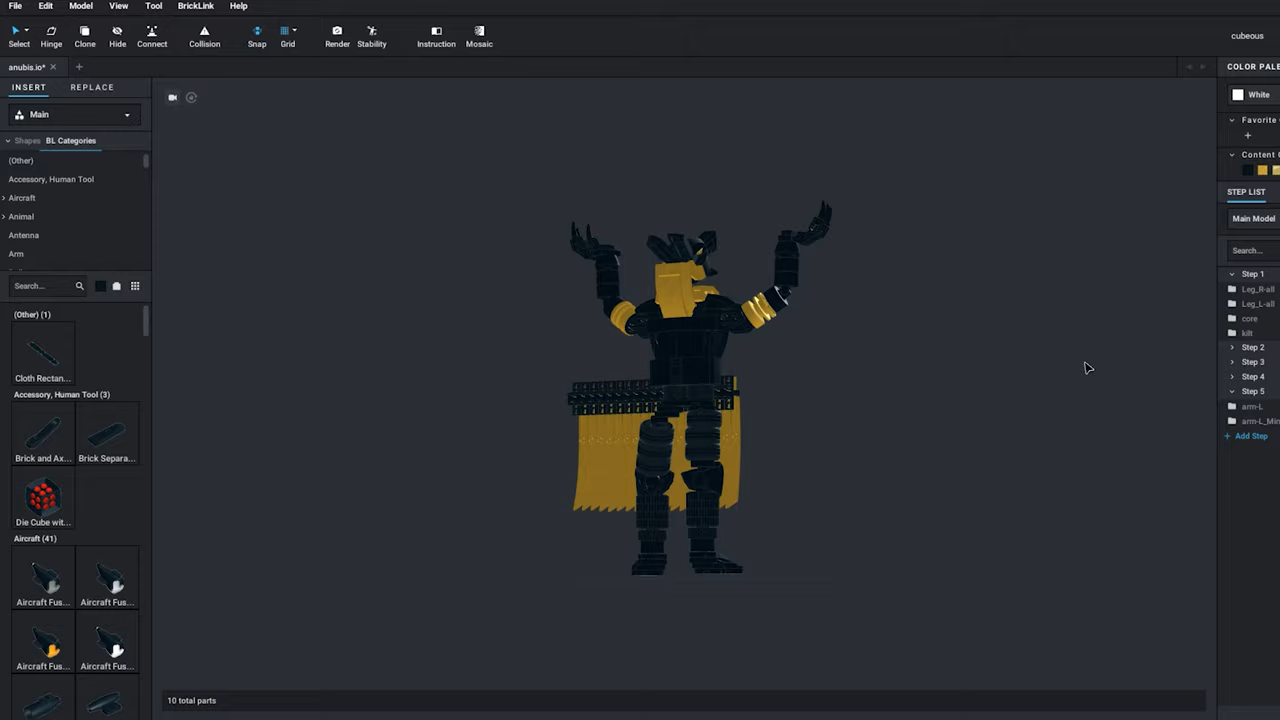 File Edit Model View Tool BrickLink Help
Select Hinge Clone Hide Connect Collision Snap Grid Render Stability Instruction Mosaic
cubeous
anubis.io*
INSERT REPLACE
Main
Shapes BL Categories
(Other)
Accessory, Human Tool
Aircraft
Animal
Antenna
Arm
Search...
(Other) (1)
Cloth Rectan...
Accessory, Human Tool (3)
Brick and Ax... Brick Separa...
Die Cube wit...
Aircraft (41)
Aircraft Fus... Aircraft Fus...
Aircraft Fus... Aircraft Fus...
10 total parts
COLOR PALE
White
Favorite
Content
STEP LIST
Main Model
Search...
Step 1
Leg_R-all
Leg_L-all
core
kilt
Step 2
Step 3
Step 4
Step 5
arm-L
arm-L_Mir
+ Add Step